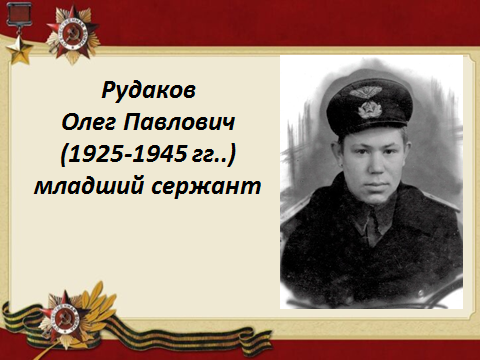 Рудаков
Олег Павлович
(1925-1945 гг..)
младший сержант